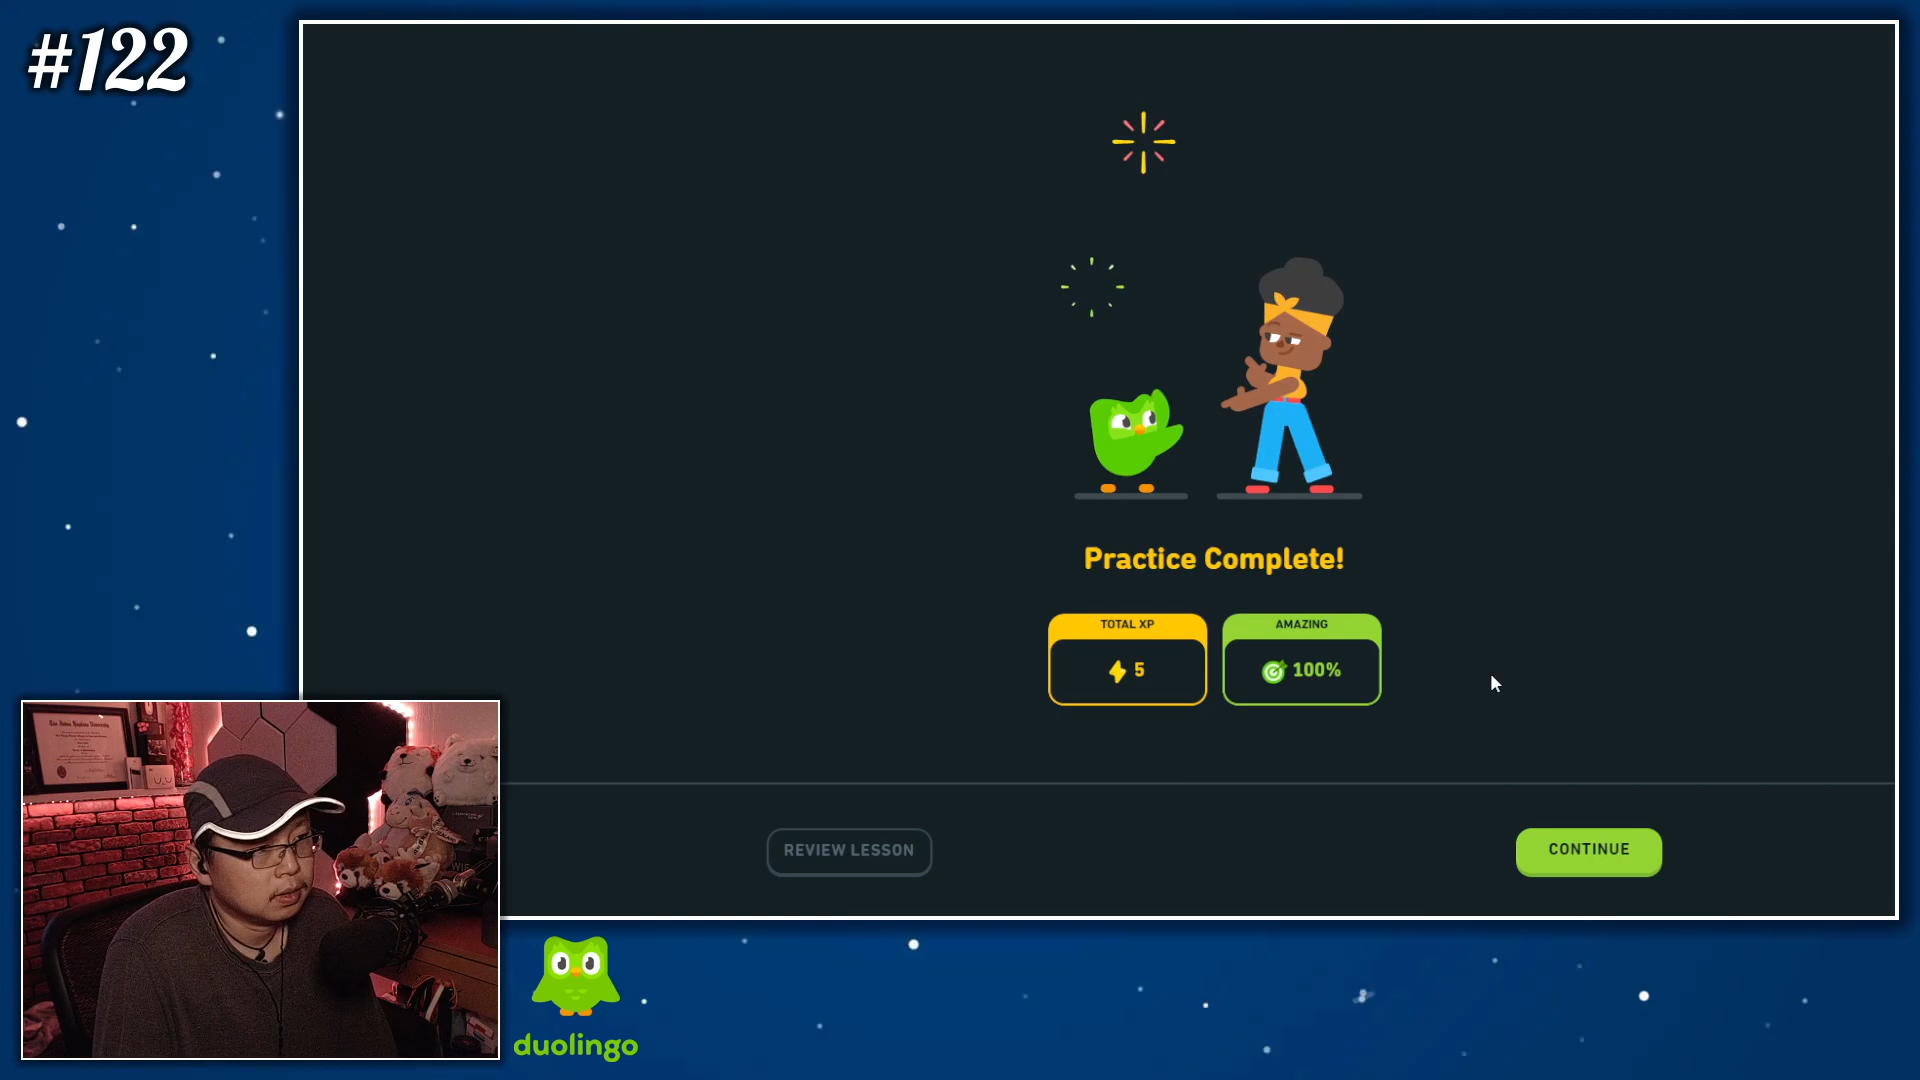 #122
Practice Complete!
TOTAL XP
5
AMAZING
100%
REVIEW LESSON
CONTINUE
duolingo